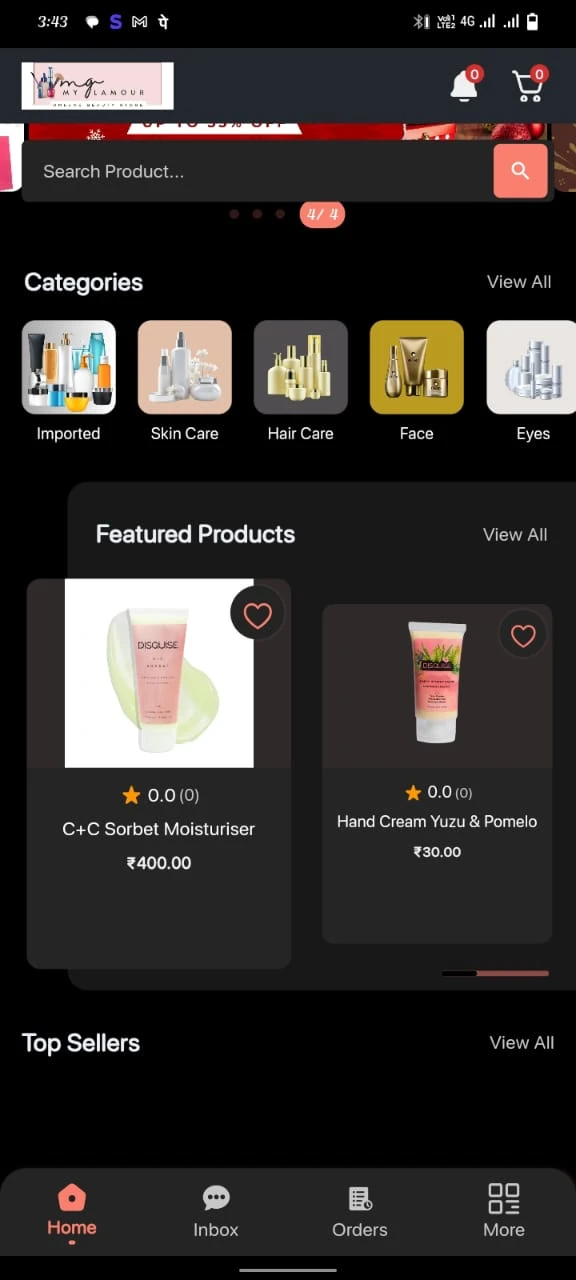 3:43
S
पे
Vo))1
LTE2
4G
0
0
mg
MY GLAMOUR
UP TO 55% OFF
Search Product...
4/ 4
Categories
View All
Imported
Skin Care
Hair Care
Face
Eyes
Featured Products
View All
DISGUISE
DISGUISE
0.0 (0)
C+C Sorbet Moisturiser
₹400.00
0.0 (0)
Hand Cream Yuzu & Pomelo
₹30.00
Top Sellers
View All
Home
Inbox
Orders
More